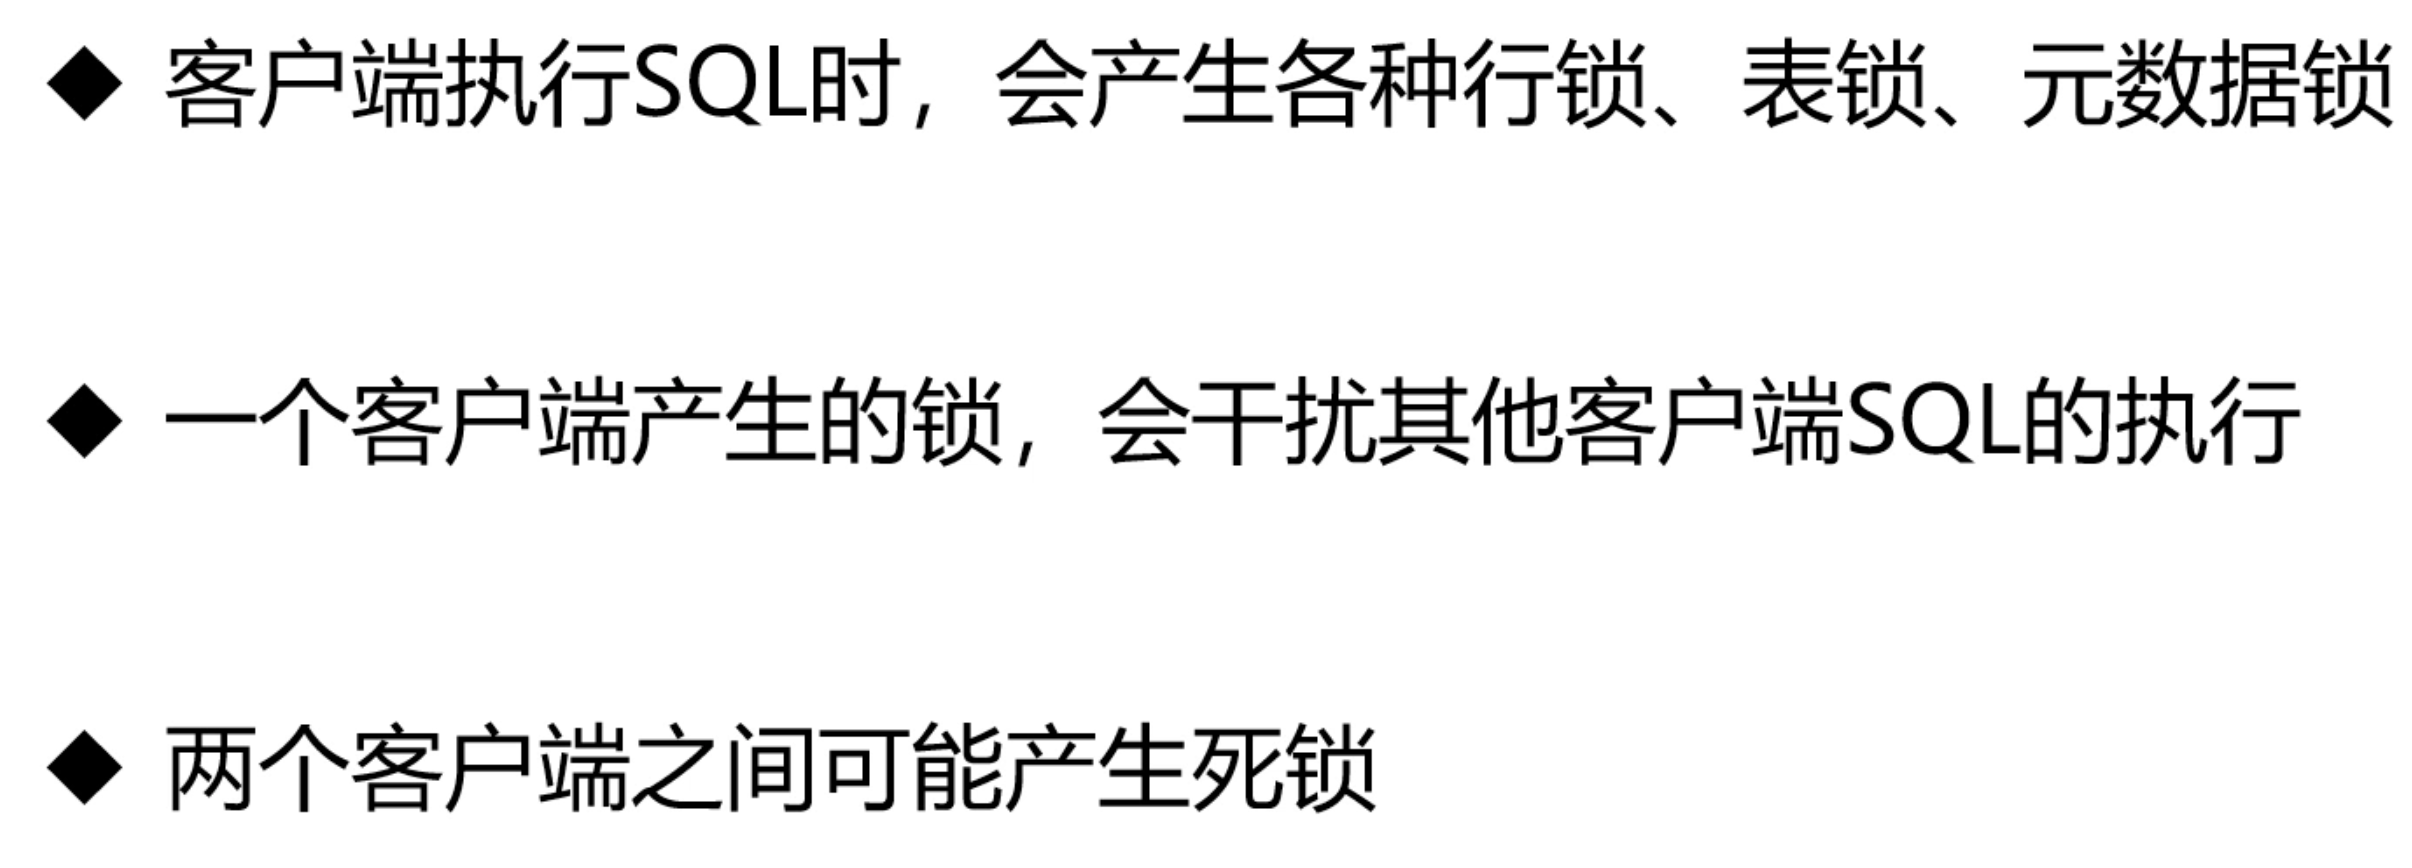 ◆ 客户端执行SQL时，会产生各种行锁、表锁、元数据锁
◆ 一个客户端产生的锁，会干扰其他客户端SQL的执行
◆ 两个客户端之间可能产生死锁